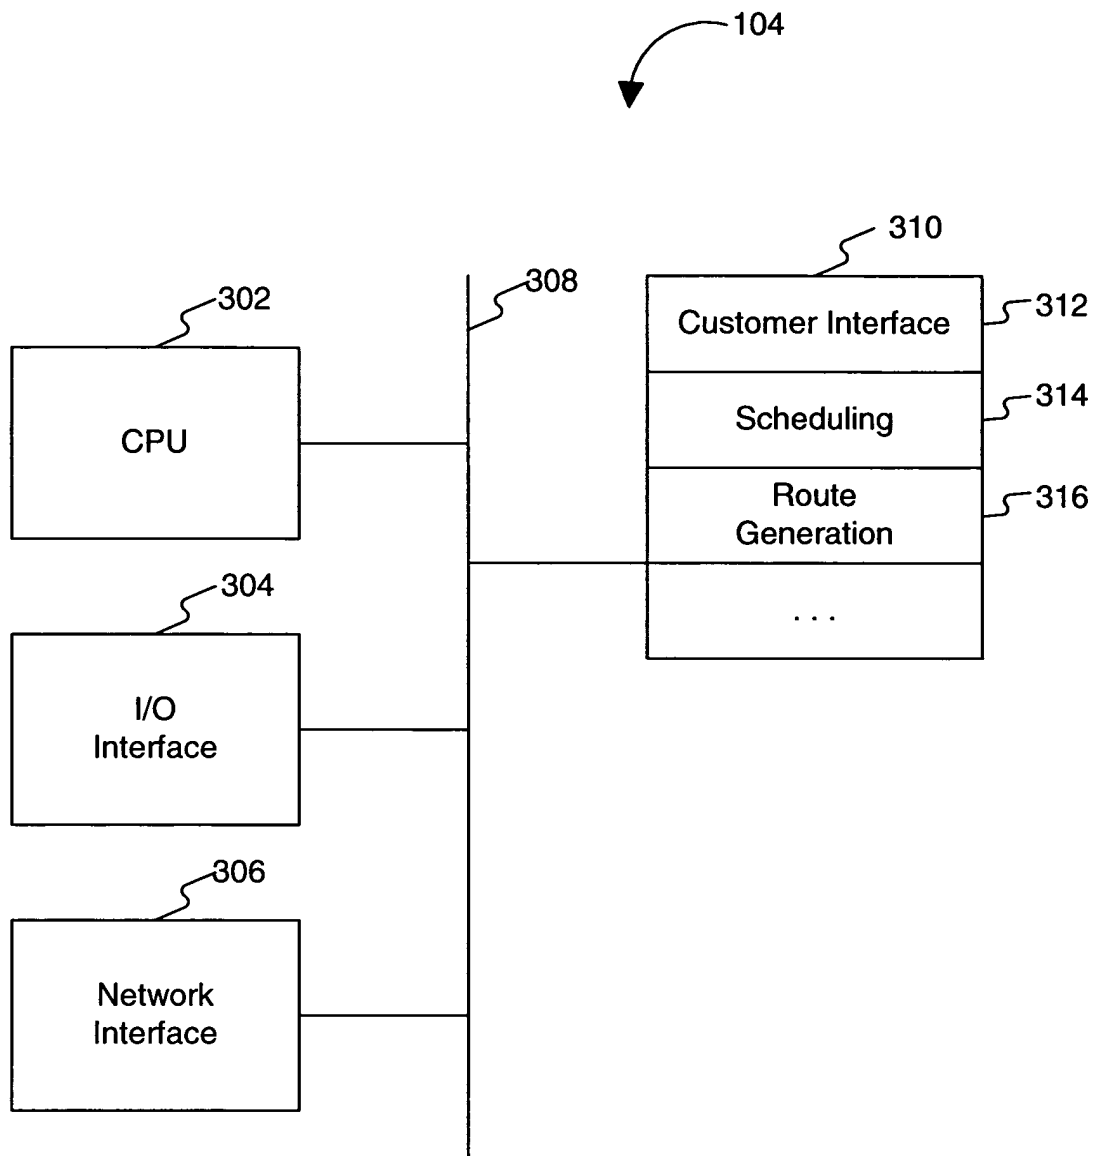 104
310
308
302
Customer Interface
312
CPU
Scheduling
314
Route
Generation
316
304
. . .
I/O
Interface
306
Network
Interface